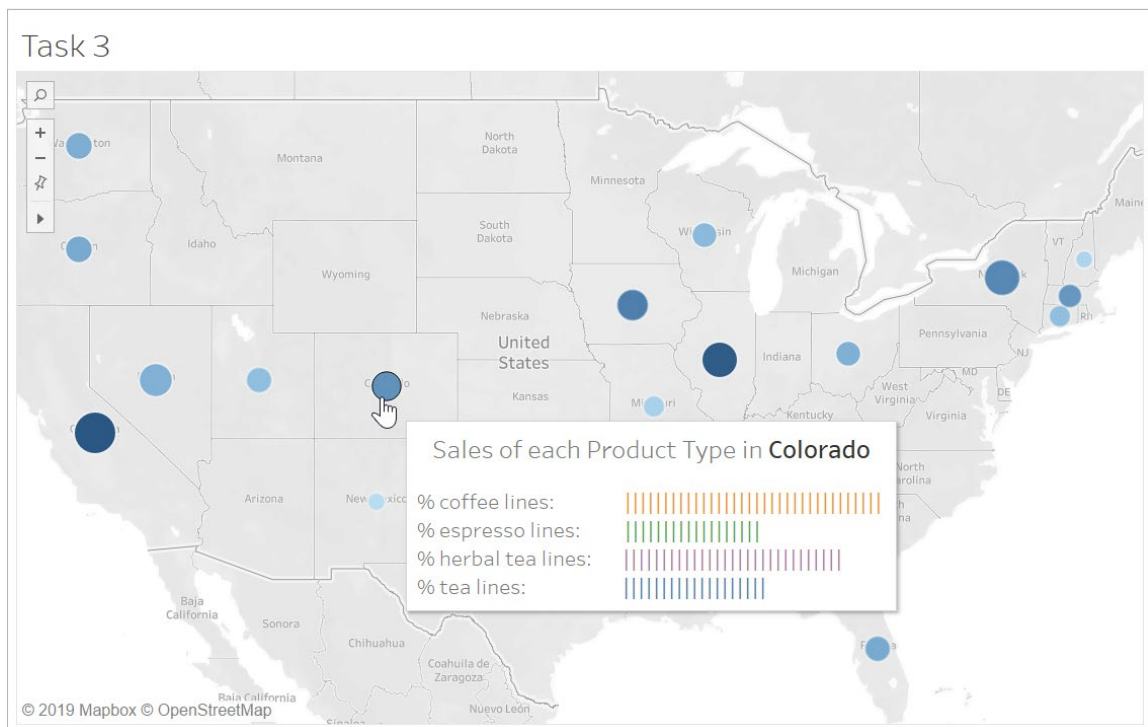 Task 3
North
Dakota
Montana
Minnesota
Maine
South
Dakota
VT
Idaho
Wyoming
Michigan
Nebraska
RI
United
States
Pennsylvania
Indiana
NJ
Kansas
West
Virginia
MD
DE
Kentucky
Virginia
Sales of each Product Type in Colorado
Arizona
% coffee lines: ||||||||||||||||||||||||||||||||||
% espresso lines: ||||||||||||||||||
% herbal tea lines: |||||||||||||||||||||||||||||
% tea lines: |||||||||||||||||||
Baja
California
Sonora
Chihuahua
Coahuila de
Zaragoza
Baja California
Nuevo León
© 2019 Mapbox © OpenStreetMap